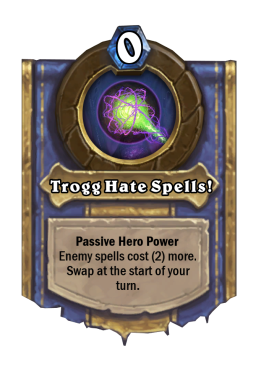 0
Trogg Hate Spells!
Passive Hero Power
Enemy spells cost (2) more.
Swap at the start of your
turn.